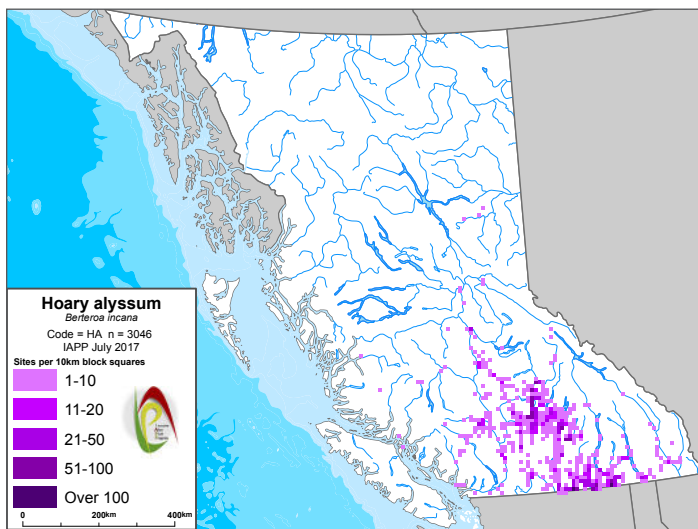 Hoary alyssum
Berteroa incana
Code = HA n = 3046
IAPP July 2017
Sites per 10km block squares
1-10
11-20
21-50
51-100
Over 100
0 200km 400km